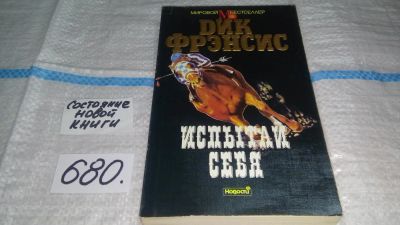 МИРОВОЙ БЕСТСЕЛЛЕР
ДИК
ФРЭНСИС
ИСПЫТАЙ
СЕБЯ
Новости
состояние
новой
книги
680.